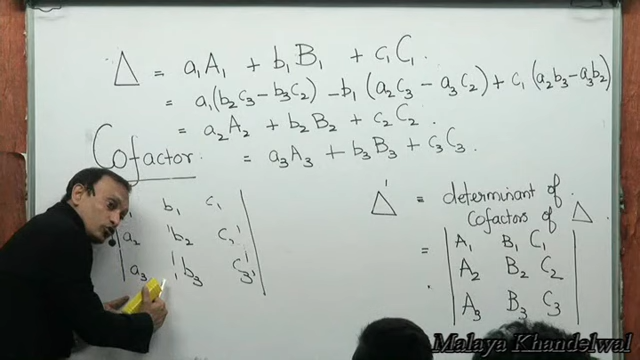 Δ = a₁A₁ + b₁B₁ + c₁C₁.
= a₁(b₂c₃ − b₃c₂) − b₁(a₂c₃ − a₃c₂) + c₁(a₂b₃ − a₃b₂)
= a₂A₂ + b₂B₂ + c₂C₂.
Cofactor. = a₃A₃ + b₃B₃ + c₃C₃.
b₁ c₁
a₂ b₂
a₃ b₃ c₃
Δ' = determinant of
Cofactors of Δ.
= | A₁ B₁ C₁ |
| A₂ B₂ C₂ |
| A₃ B₃ C₃ |
Malaya Khandelwal